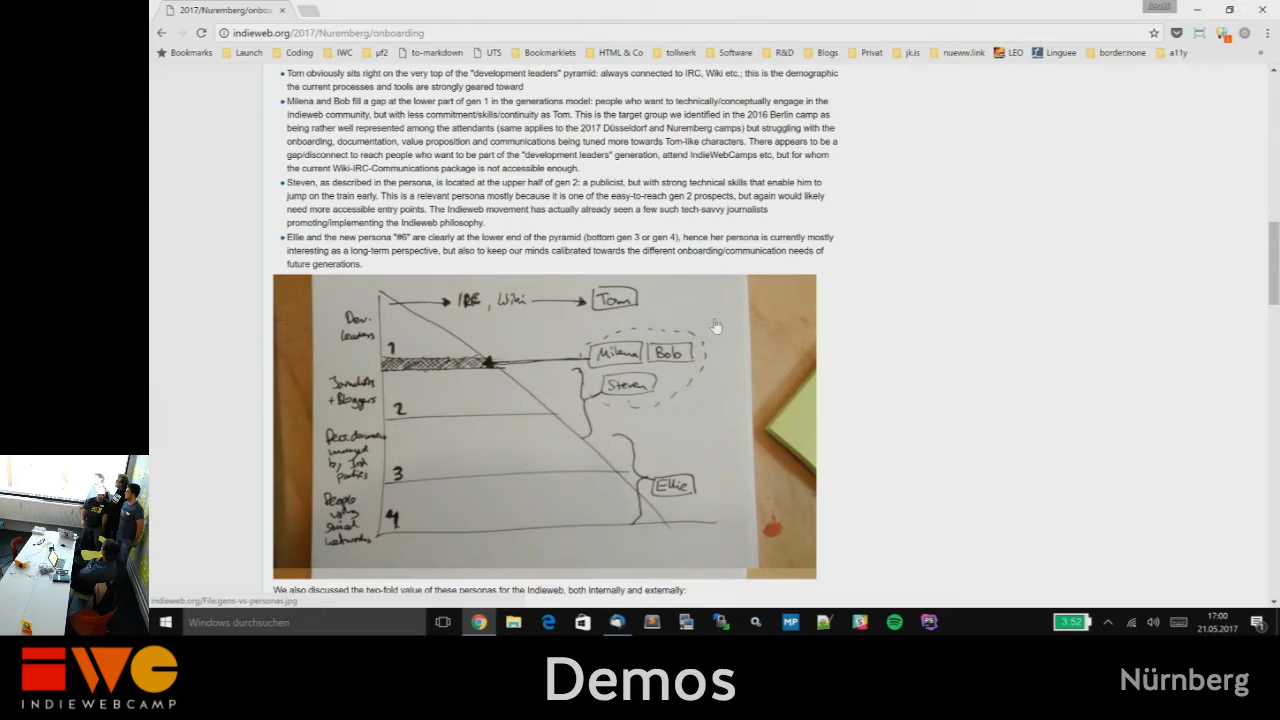 2017/Nuremberg/onbo
indieweb.org/2017/Nuremberg/onboarding
Bookmarks Launch Coding IWC µf2 to-markdown UTS Bookmarklets HTML & Co tollwerk Software R&D Blogs Privat jk.is nueww.link LEO Linguee border:none a11y
Tom obviously sits right on the very top of the "development leaders" pyramid: always connected to IRC, Wiki etc.; this is the demographic
the current processes and tools are strongly geared toward
Milena and Bob fill a gap at the lower part of gen 1 in the generations model: people who want to technically/conceptually engage in the
Indieweb community, but with less commitment/skills/continuity as Tom. This is the target group we identified in the 2016 Berlin camp as
being rather well represented among the attendants (same applies to the 2017 Düsseldorf and Nuremberg camps) but struggling with the
onboarding, documentation, value proposition and communications being tuned more towards Tom-like characters. There appears to be a
gap/disconnect to reach people who want to be part of the "development leaders" generation, attend IndieWebCamps etc, but for whom
the current Wiki-IRC-Communications package is not accessible enough.
Steven, as described in the persona, is located at the upper half of gen 2: a publicist, but with strong technical skills that enable him to
jump on the train early. This is a relevant persona mostly because it is one of the easy-to-reach gen 2 prospects, but again would likely
need more accessible entry points. The Indieweb movement has actually already seen a few such tech-savvy journalists
promoting/implementing the Indieweb philosophy.
Ellie and the new persona "#6" are clearly at the lower end of the pyramid (bottom gen 3 or gen 4), hence her persona is currently mostly
interesting as a long-term perspective, but also to keep our minds calibrated towards the different onboarding/communication needs of
future generations.
IRC, Wiki Tom
Dev.
leaders
1
Milena Bob
Journalists
+ Bloggers
Steven
2
managed
by 3rd
parties
3
Ellie
People
using
social
networks
4
We also discussed the two-fold value of these personas for the Indieweb, both internally and externally:
indieweb.org/File:gens-vs-personas.jpg
Windows durchsuchen
MP
PS
3:52
17:00
21.05.2017
IWC
INDIEWEBCAMP
Demos
Nürnberg